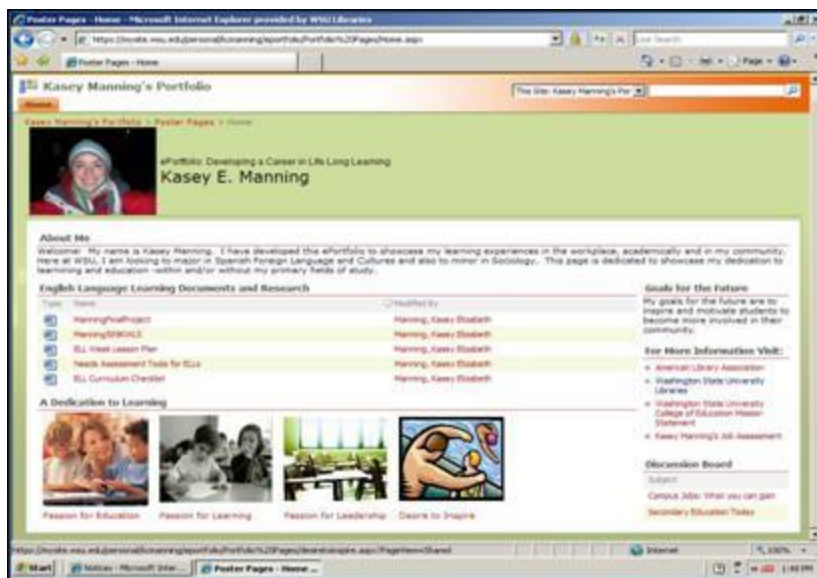 Poster Pages - Home - Microsoft Internet Explorer provided by WSU Libraries
Live Search
Poster Pages - Home
Page
Kasey Manning's Portfolio
This Site: Kasey Manning's Por
Home
Kasey Manning's Portfolio > Poster Pages > Home
ePortfolio: Developing a Career in Life Long Learning
Kasey E. Manning
About Me
Welcome! My name is Kasey Manning. I have developed this ePortfolio to showcase my learning experiences in the workplace, academically and in my community.
Here at WSU, I am looking to major in Spanish Foreign Language and Cultures and also to minor in Sociology. This page is dedicated to showcase my dedication to
learning and education -within and/or without my primary fields of study.
English Language Learning Documents and Research
Type Name Modified By
ManningFinalProject Manning, Kasey Elizabeth
Manning, Kasey Elizabeth
ELL Week Lesson Plan Manning, Kasey Elizabeth
Needs Assessment Tools for ELLs Manning, Kasey Elizabeth
ELL Curriculum Checklist Manning, Kasey Elizabeth
A Dedication to Learning
Passion for Education Passion for Learning Passion for Leadership Desire to Inspire
Goals for the Future
My goals for the future are to
inspire and motivate students to
become more involved in their
community.
For More Information Visit:
American Library Association
Washington State University
Libraries
Washington State University
College of Education Mission
Statement
Kasey Manning's Job Assessment
Discussion Board
Subject
Campus Jobs: What you can gain
Secondary Education Today
Internet 100%
Start Notices - Microsoft Inter... Poster Pages - Home ... 1:40 PM